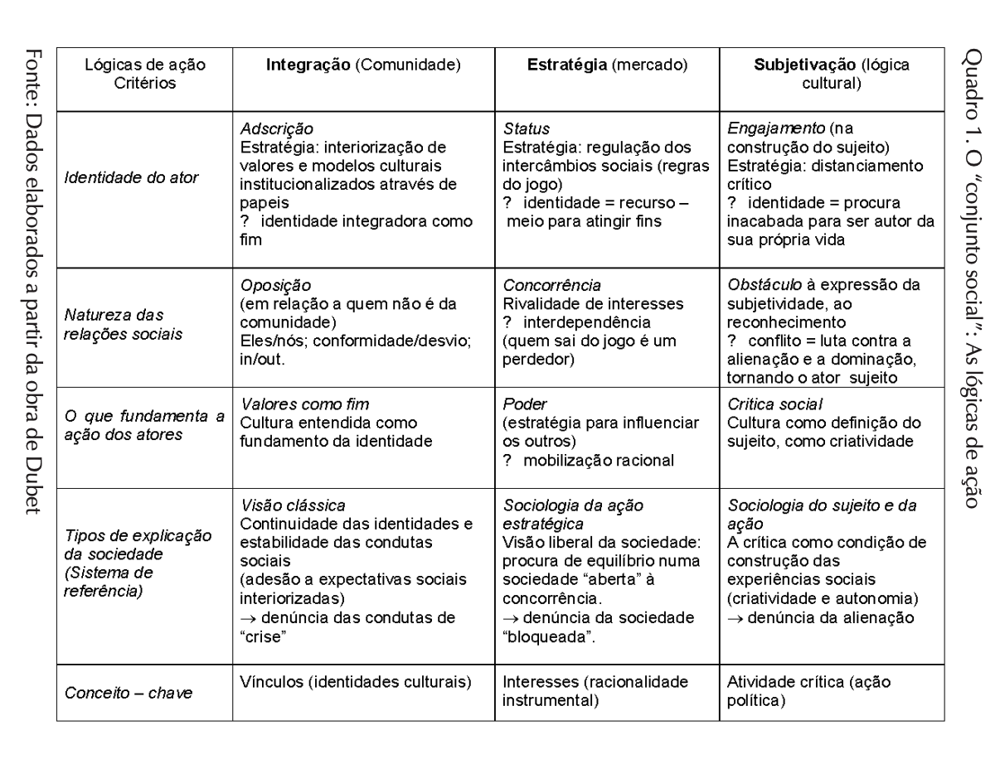 Quadro 1. O “conjunto social”: As lógicas de ação
Lógicas de ação
Critérios
Integração (Comunidade)
Estratégia (mercado)
Subjetivação (lógica
cultural)
Identidade do ator
Adscrição
Estratégia: interiorização de
valores e modelos culturais
institucionalizados através de
papeis
? identidade integradora como
fim
Status
Estratégia: regulação dos
intercâmbios sociais (regras
do jogo)
? identidade = recurso –
meio para atingir fins
Engajamento (na
construção do sujeito)
Estratégia: distanciamento
crítico
? identidade = procura
inacabada para ser autor da
sua própria vida
Natureza das
relações sociais
Oposição
(em relação a quem não é da
comunidade)
Eles/nós; conformidade/desvio;
in/out.
Concorrência
Rivalidade de interesses
? interdependência
(quem sai do jogo é um
perdedor)
Obstáculo à expressão da
subjetividade, ao
reconhecimento
? conflito = luta contra a
alienação e a dominação,
tornando o ator sujeito
O que fundamenta a
ação dos atores
Valores como fim
Cultura entendida como
fundamento da identidade
Poder
(estratégia para influenciar
os outros)
? mobilização racional
Critica social
Cultura como definição do
sujeito, como criatividade
Tipos de explicação
da sociedade
(Sistema de
referência)
Visão clássica
Continuidade das identidades e
estabilidade das condutas
sociais
(adesão a expectativas sociais
interiorizadas)
→ denúncia das condutas de
“crise”
Sociologia da ação
estratégica
Visão liberal da sociedade:
procura de equilíbrio numa
sociedade “aberta” à
concorrência.
→ denúncia da sociedade
“bloqueada”.
Sociologia do sujeito e da
ação
A crítica como condição de
construção das
experiências sociais
(criatividade e autonomia)
→ denúncia da alienação
Conceito – chave
Vínculos (identidades culturais)
Interesses (racionalidade
instrumental)
Atividade crítica (ação
política)
Fonte: Dados elaborados a partir da obra de Dubet